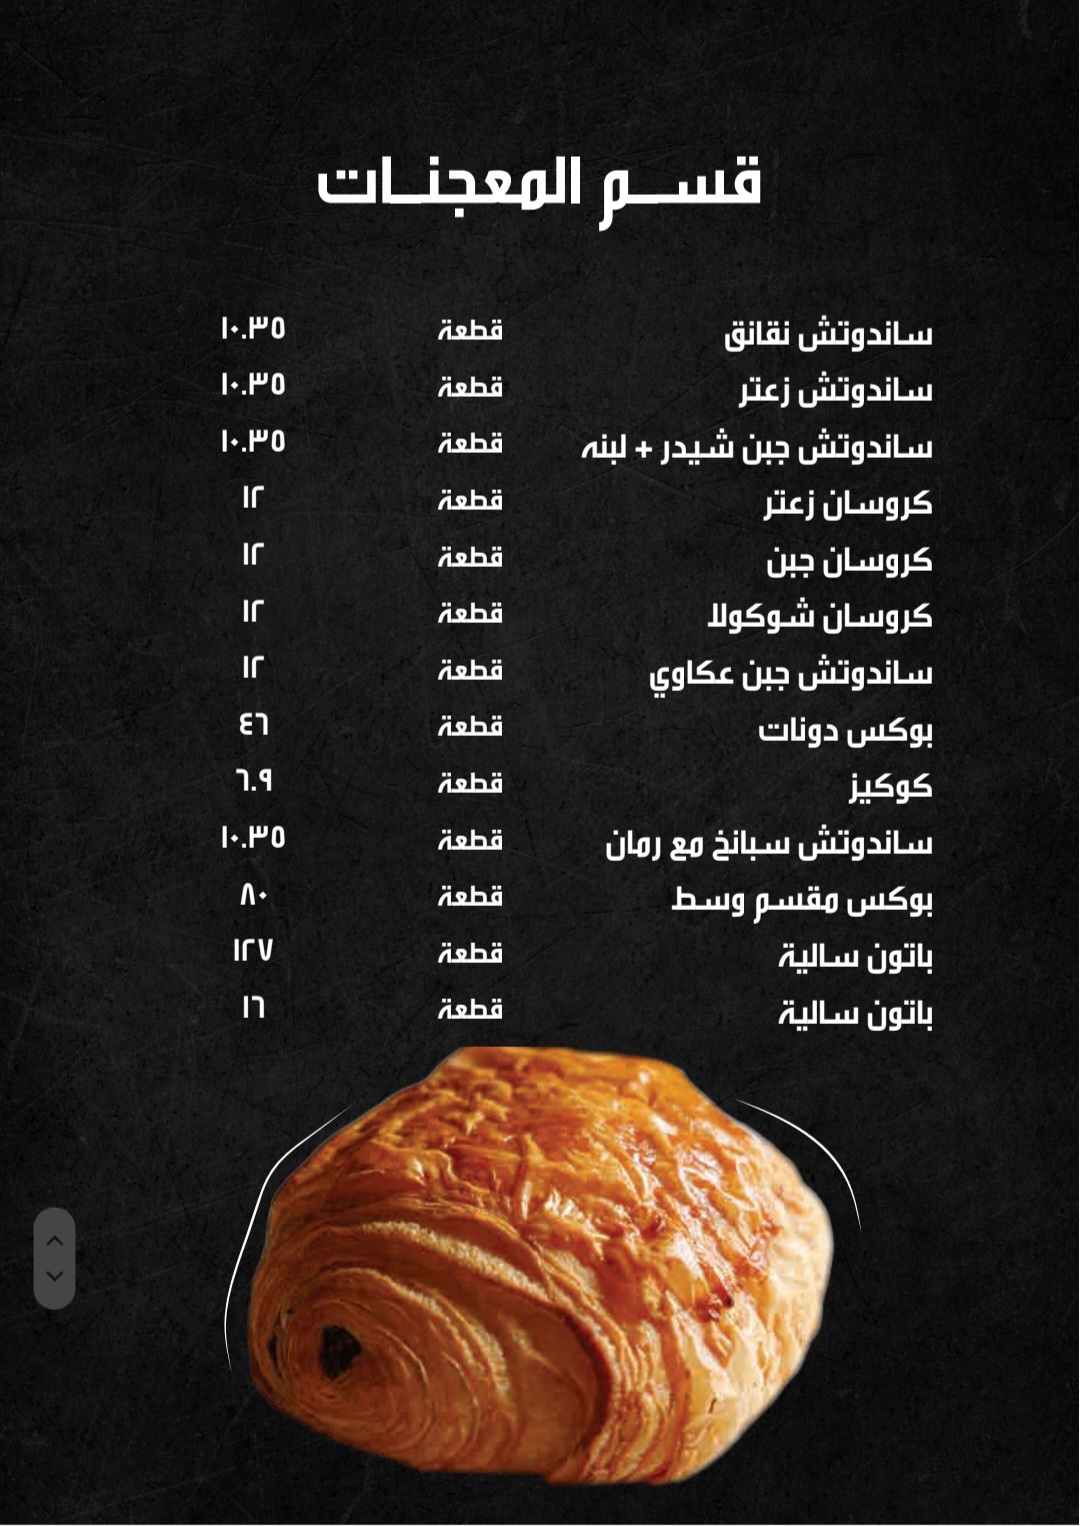 قسم المعجنات
ساندوتش نقانق قطعة ١٠.٣٥
ساندوتش زعتر قطعة ١٠.٣٥
ساندوتش جبن شيدر + لبنه قطعة ١٠.٣٥
كروسان زعتر قطعة ١٢
كروسان جبن قطعة ١٢
كروسان شوكولا قطعة ١٢
ساندوتش جبن عكاوي قطعة ١٢
بوكس دونات قطعة ٤٦
كوكيز قطعة ٦.٩
ساندوتش سبانخ مع رمان قطعة ١٠.٣٥
بوكس مقسم وسط قطعة ٨٠
باتون سالية قطعة ١٢٧
باتون سالية قطعة ١٦